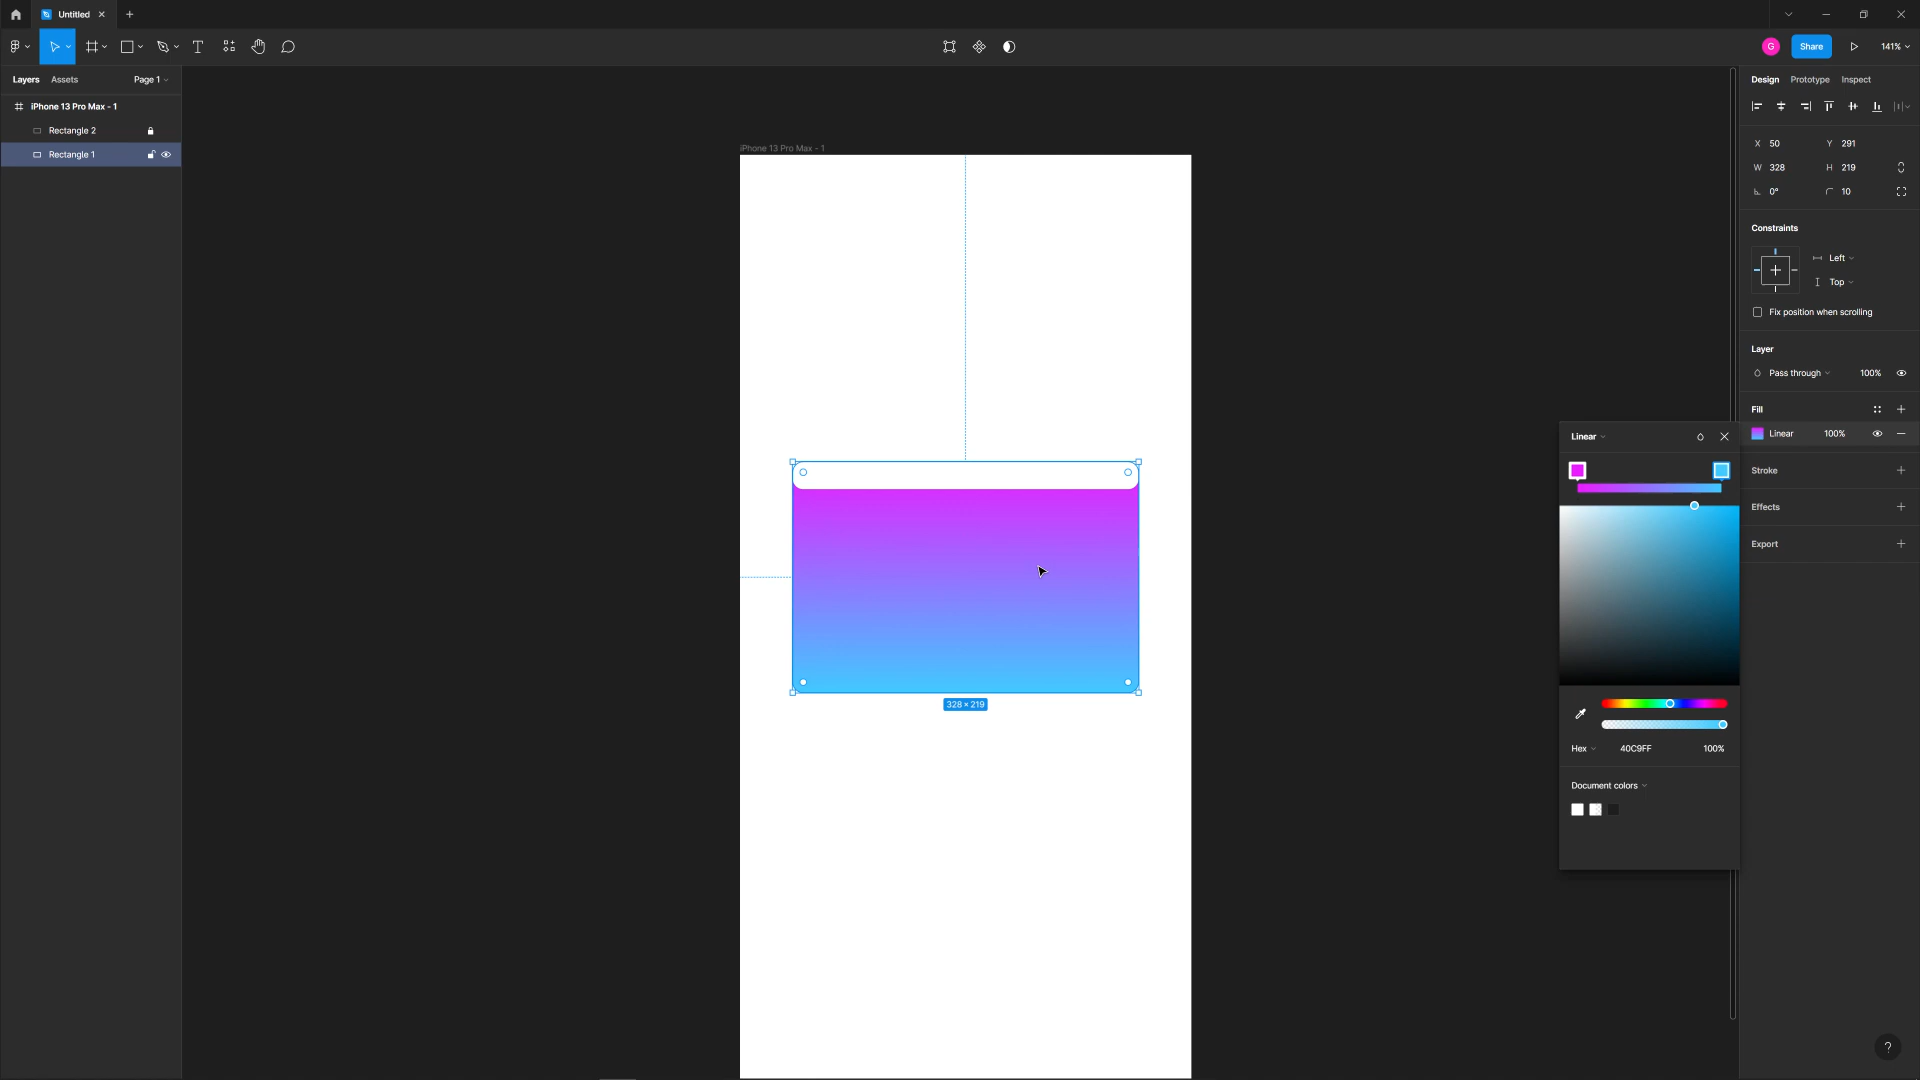 Untitled
G
Share
141%
Layers
Assets
Page 1
Design
Prototype
Inspect
iPhone 13 Pro Max - 1
Rectangle 2
Rectangle 1
iPhone 13 Pro Max - 1
X 50 Y 291
W 328 H 219
0° 10
Constraints
Left
Top
Fix position when scrolling
Layer
Pass through 100%
Fill
Linear 100%
Stroke
Effects
Export
Linear
328 × 219
Hex 40C9FF 100%
Document colors
?